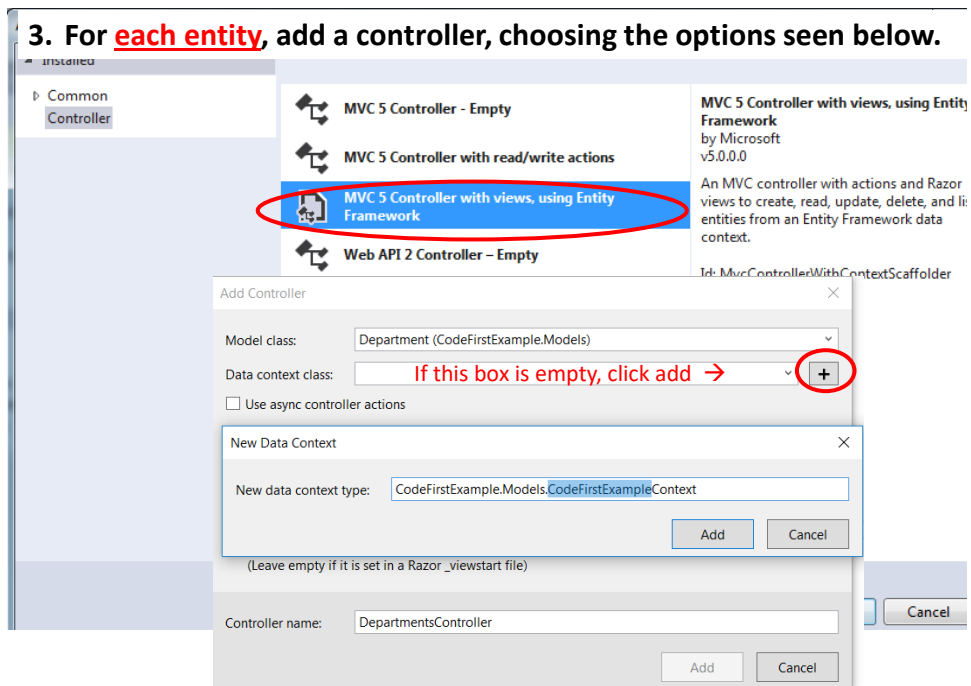 3. For each entity, add a controller, choosing the options seen below.
Installed
Common
Controller
MVC 5 Controller - Empty
MVC 5 Controller with read/write actions
MVC 5 Controller with views, using Entity
Framework
Web API 2 Controller – Empty
MVC 5 Controller with views, using Entity
Framework
by Microsoft
v5.0.0.0
An MVC controller with actions and Razor
views to create, read, update, delete, and lis
entities from an Entity Framework data
context.
Id: MvcControllerWithContextScaffolder
Add Controller
Model class: Department (CodeFirstExample.Models)
Data context class: If this box is empty, click add → +
Use async controller actions
New Data Context
New data context type: CodeFirstExample.Models.CodeFirstExampleContext
Add Cancel
(Leave empty if it is set in a Razor _viewstart file)
Controller name: DepartmentsController
Cancel
Add Cancel